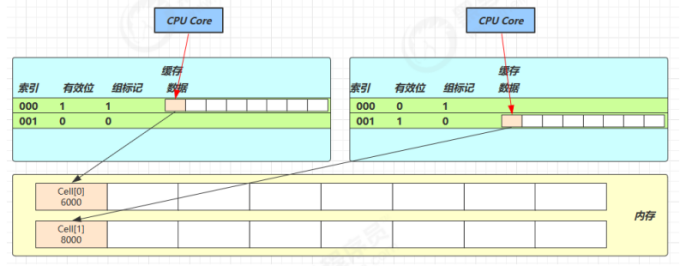 CPU Core
CPU Core
缓存
索引 有效位 组标记 数据
000 1 1
001 0 0
缓存
索引 有效位 组标记 数据
000 0 1
001 1 0
Cell[0]
6000
Cell[1]
8000
内存